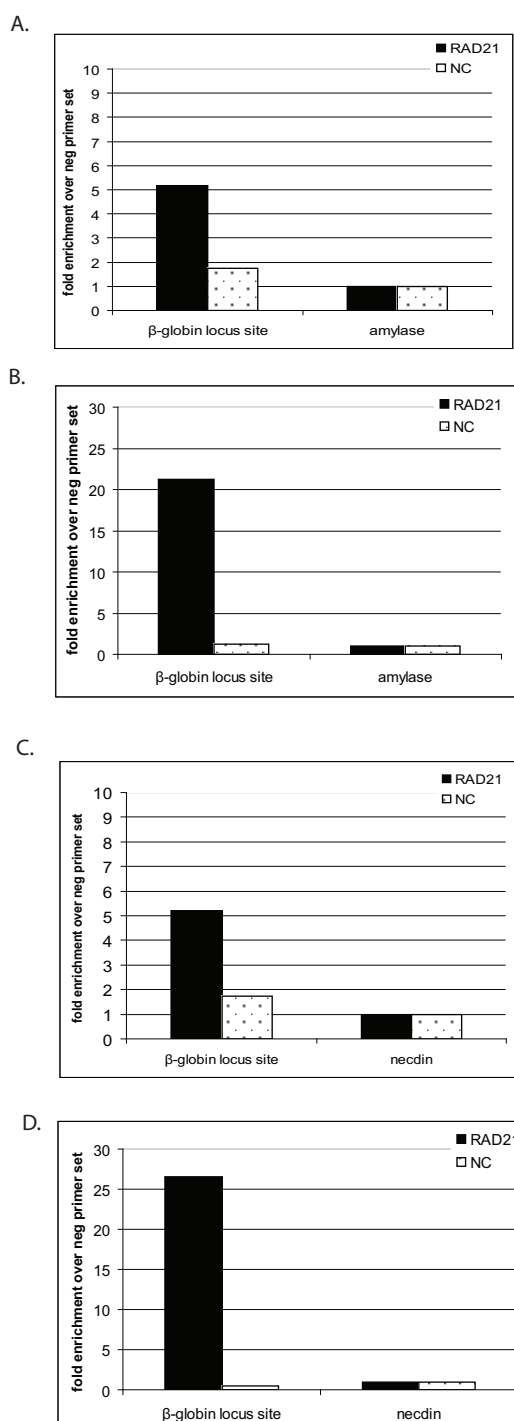 A.
fold enrichment over neg primer set
RAD21
NC
10
9
8
7
6
5
4
3
2
1
0
β-globin locus site
amylase
B.
fold enrichment over neg primer set
RAD21
NC
30
25
20
15
10
5
0
β-globin locus site
amylase
C.
fold enrichment over neg primer set
RAD21
NC
10
9
8
7
6
5
4
3
2
1
0
β-globin locus site
necdin
D.
fold enrichment over neg primer set
RAD21
NC
30
25
20
15
10
5
0
β-globin locus site
necdin